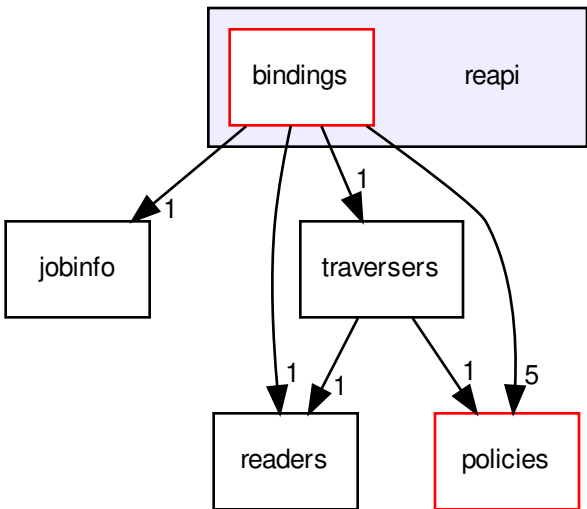 bindings
reapi
1
1
jobinfo
traversers
1
1
1
5
readers
policies